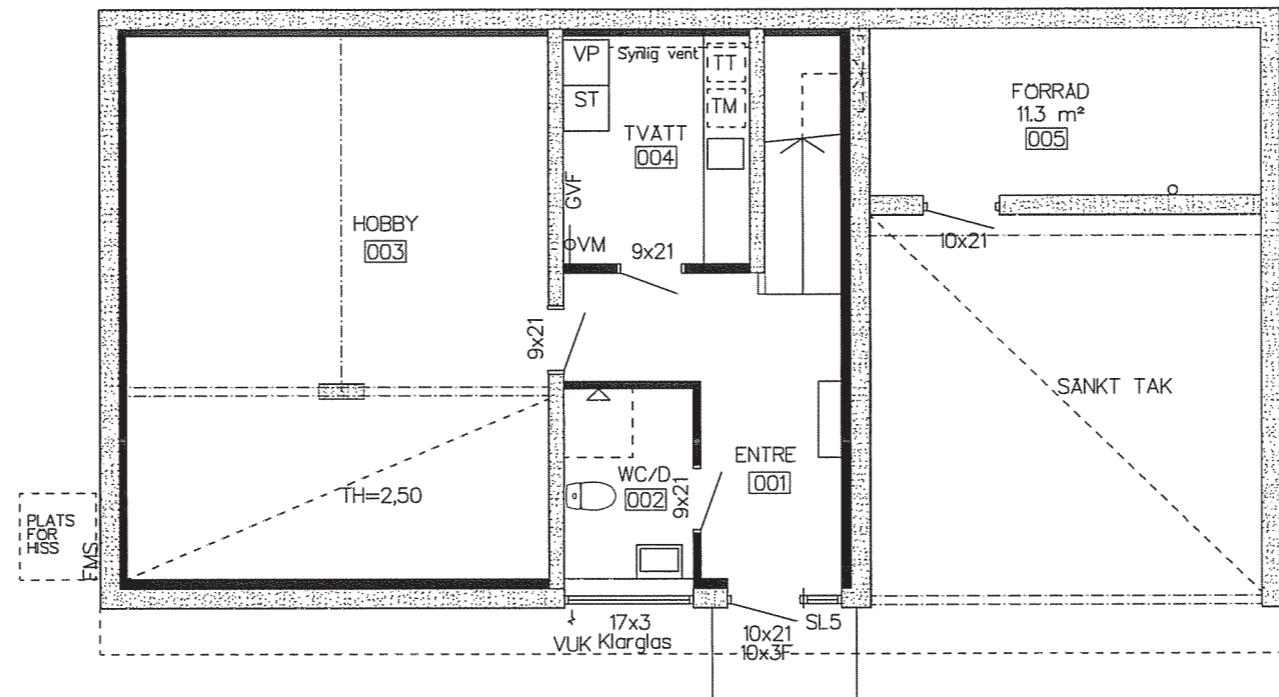 VP
Synlig vent
TT
ST
TM
TVÄTT
004
FÖRRÅD
11.3 m²
005
GVF
VM
HOBBY
003
9x21
10x21
9x21
SÄNKT TAK
ENTRE
001
WC/D
002
9x21
TH=2,50
PLATS
FÖR
HISS
FMS
17x3
VUK Klarglas
10x21
10x3F
SL5